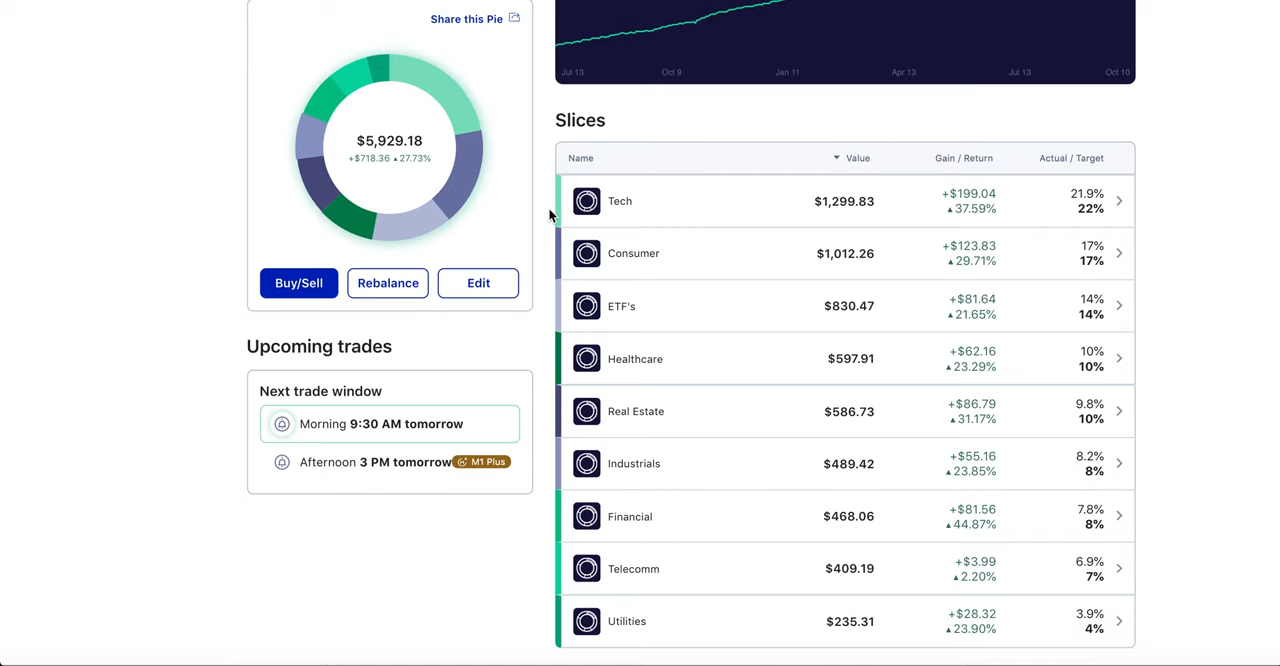 Share this Pie
$5,929.18
+$718.36 ▲27.73%
Buy/Sell
Rebalance
Edit
Upcoming trades
Next trade window
Morning 9:30 AM tomorrow
Afternoon 3 PM tomorrow M1 Plus
Jul 13 Oct 9 Jan 11 Apr 13 Jul 13 Oct 10
Slices
Name ▼ Value Gain / Return Actual / Target
Tech $1,299.83 +$199.04 21.9%
▲37.59% 22%
Consumer $1,012.26 +$123.83 17%
▲29.71% 17%
ETF's $830.47 +$81.64 14%
▲21.65% 14%
Healthcare $597.91 +$62.16 10%
▲23.29% 10%
Real Estate $586.73 +$86.79 9.8%
▲31.17% 10%
Industrials $489.42 +$55.16 8.2%
▲23.85% 8%
Financial $468.06 +$81.56 7.8%
▲44.87% 8%
Telecomm $409.19 +$3.99 6.9%
▲2.20% 7%
Utilities $235.31 +$28.32 3.9%
▲23.90% 4%